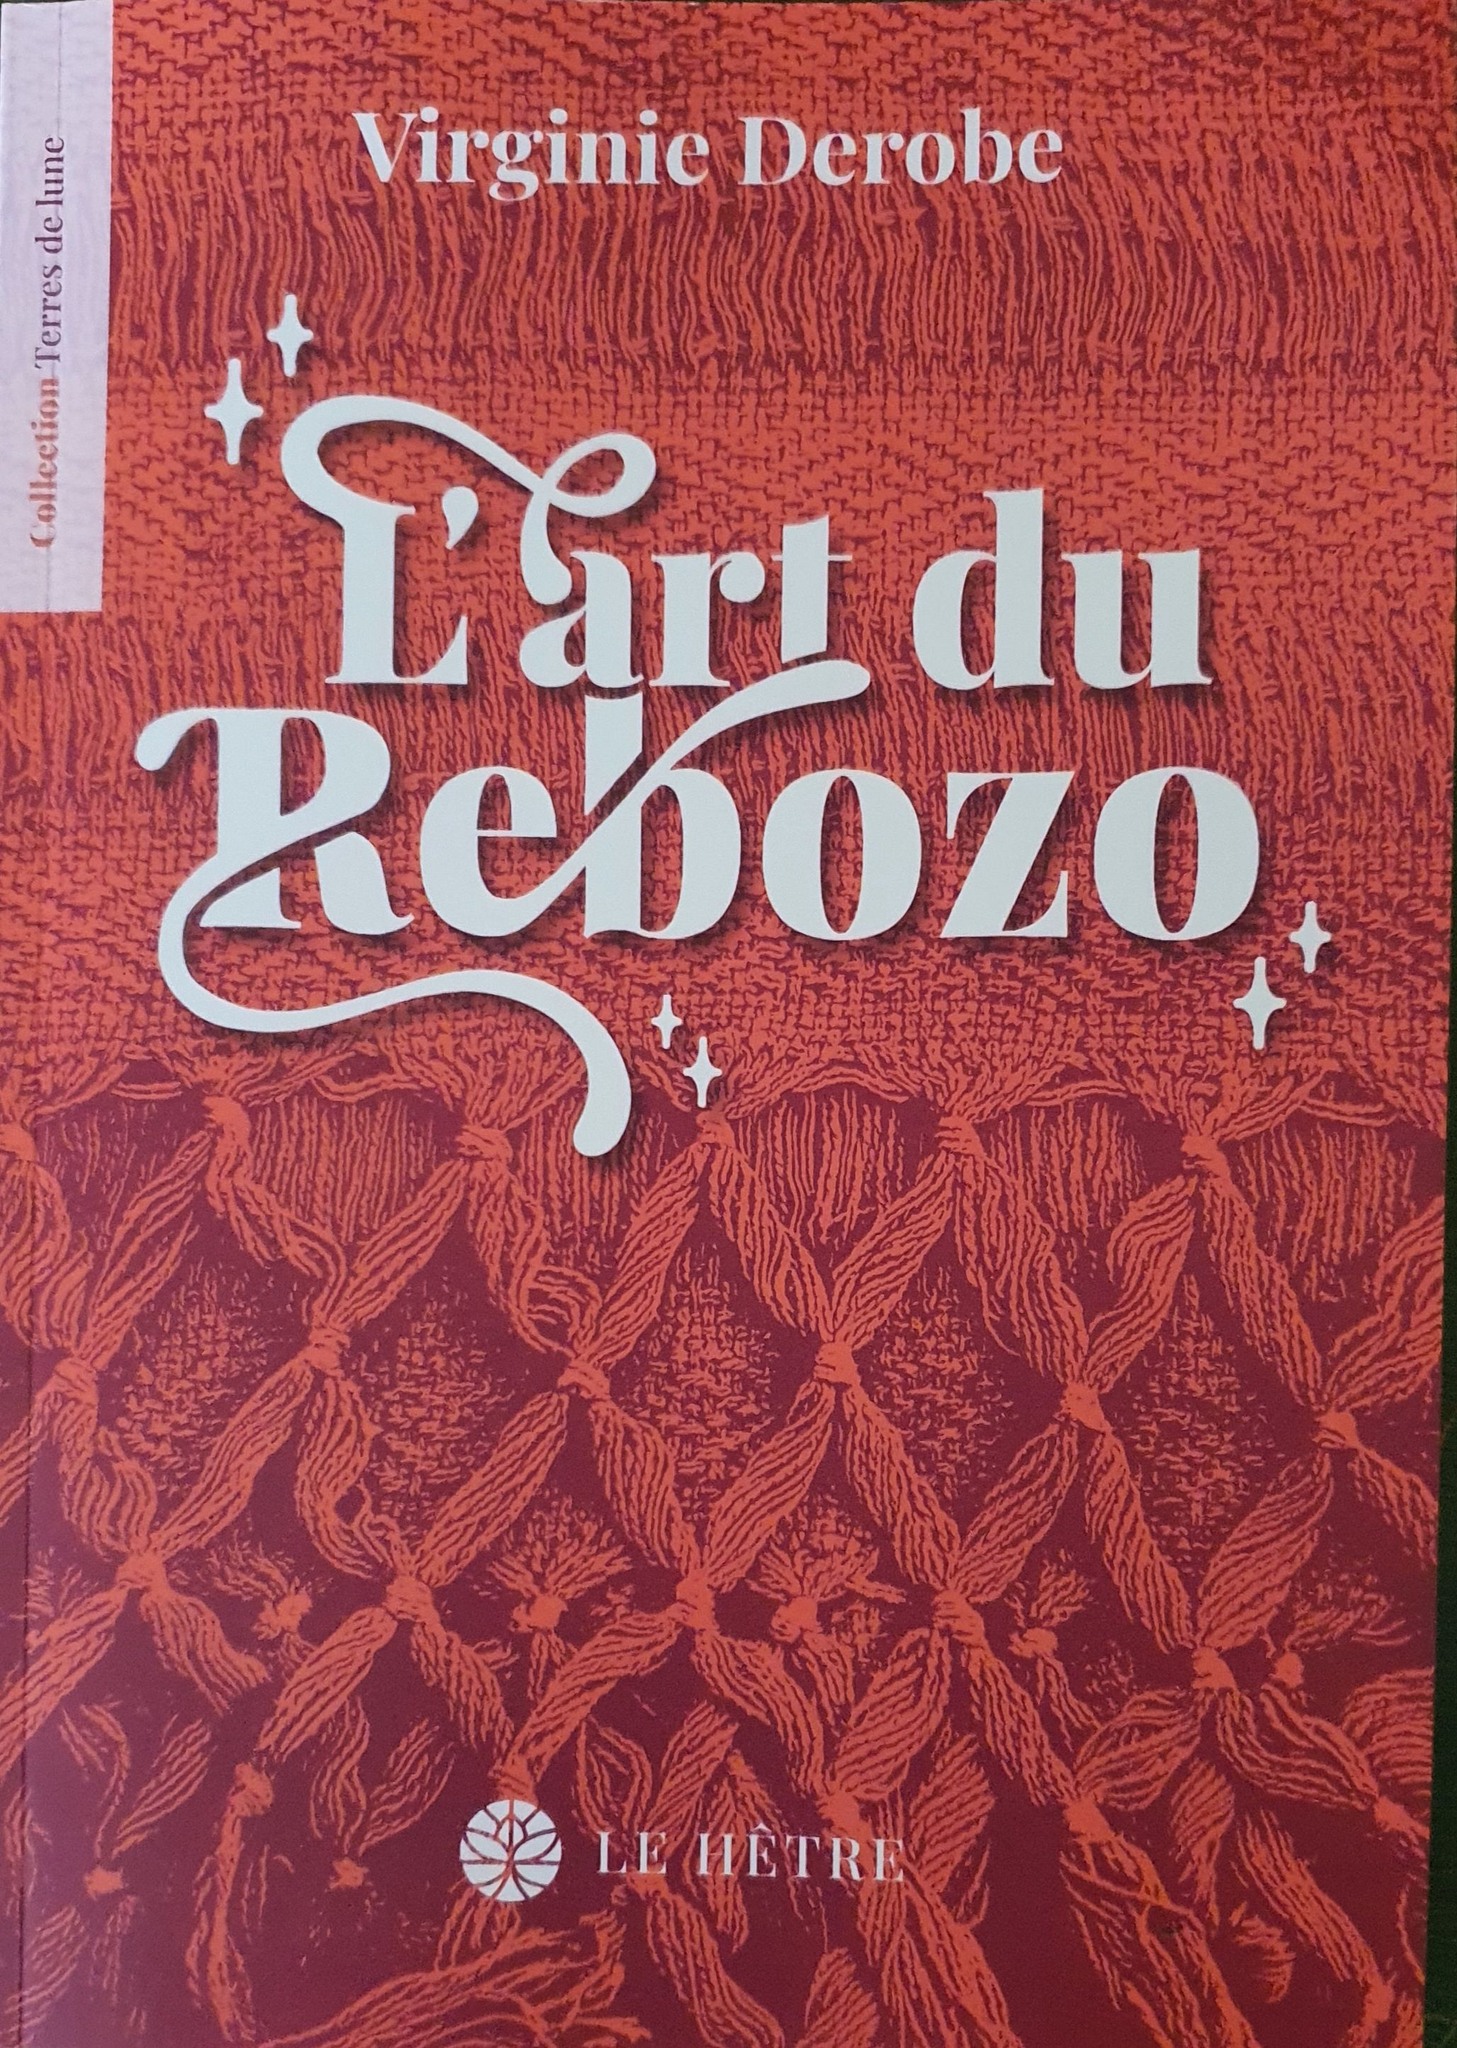 Virginie Derobe
Collection Terres de lune
L'art du
Rebozo
LE HÊTRE